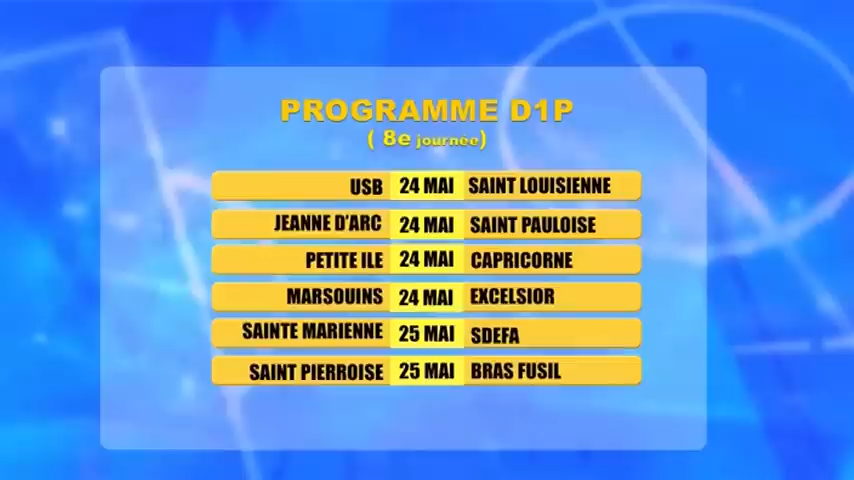 PROGRAMME D1P
( 8e journée)
USB 24 MAI SAINT LOUISIENNE
JEANNE D'ARC 24 MAI SAINT PAULOISE
PETITE ILE 24 MAI CAPRICORNE
MARSOUINS 24 MAI EXCELSIOR
SAINTE MARIENNE 25 MAI SDEFA
SAINT PIERROISE 25 MAI BRAS FUSIL